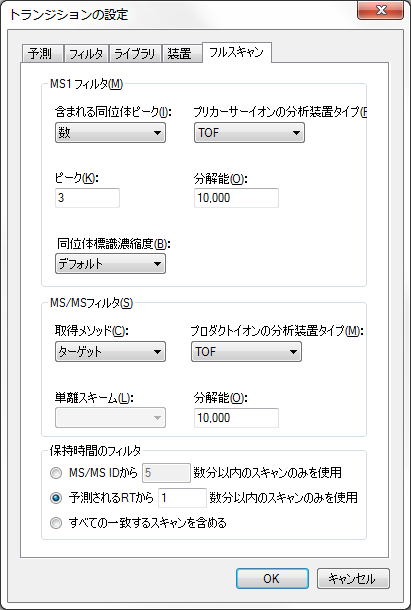 トランジションの設定
予測 フィルタ ライブラリ 装置 フルスキャン
MS1 フィルタ(M)
含まれる同位体ピーク(I): プリカーサーイオンの分析装置タイプ(
数 TOF
ピーク(K): 分解能(O):
3 10,000
同位体標識濃縮度(B):
デフォルト
MS/MSフィルタ(S)
取得メソッド(C): プロダクトイオンの分析装置タイプ(M):
ターゲット TOF
単離スキーム(L): 分解能(O):
10,000
保持時間のフィルタ
MS/MS IDから 5 数分以内のスキャンのみを使用
予測されるRTから 1 数分以内のスキャンのみを使用
すべての一致するスキャンを含める
OK キャンセル